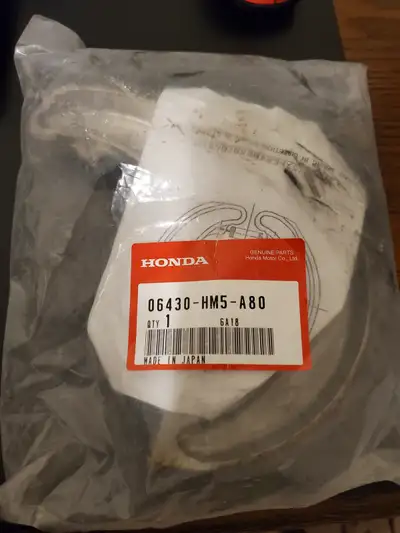 HONDA
GENUINE PARTS
Honda Motor Co., Ltd.
06430-HM5-A80
QTY 1
6A18
MADE IN JAPAN